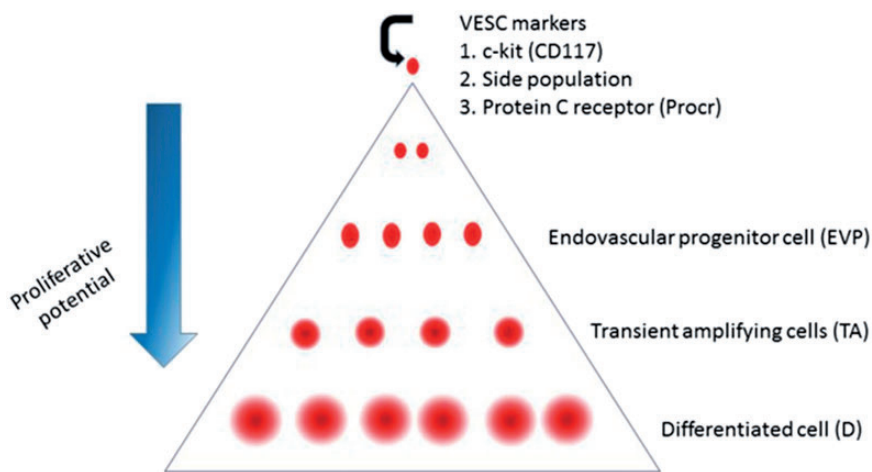 VESC markers
1. c-kit (CD117)
2. Side population
3. Protein C receptor (Procr)
Endovascular progenitor cell (EVP)
Proliferative
potential
Transient amplifying cells (TA)
Differentiated cell (D)